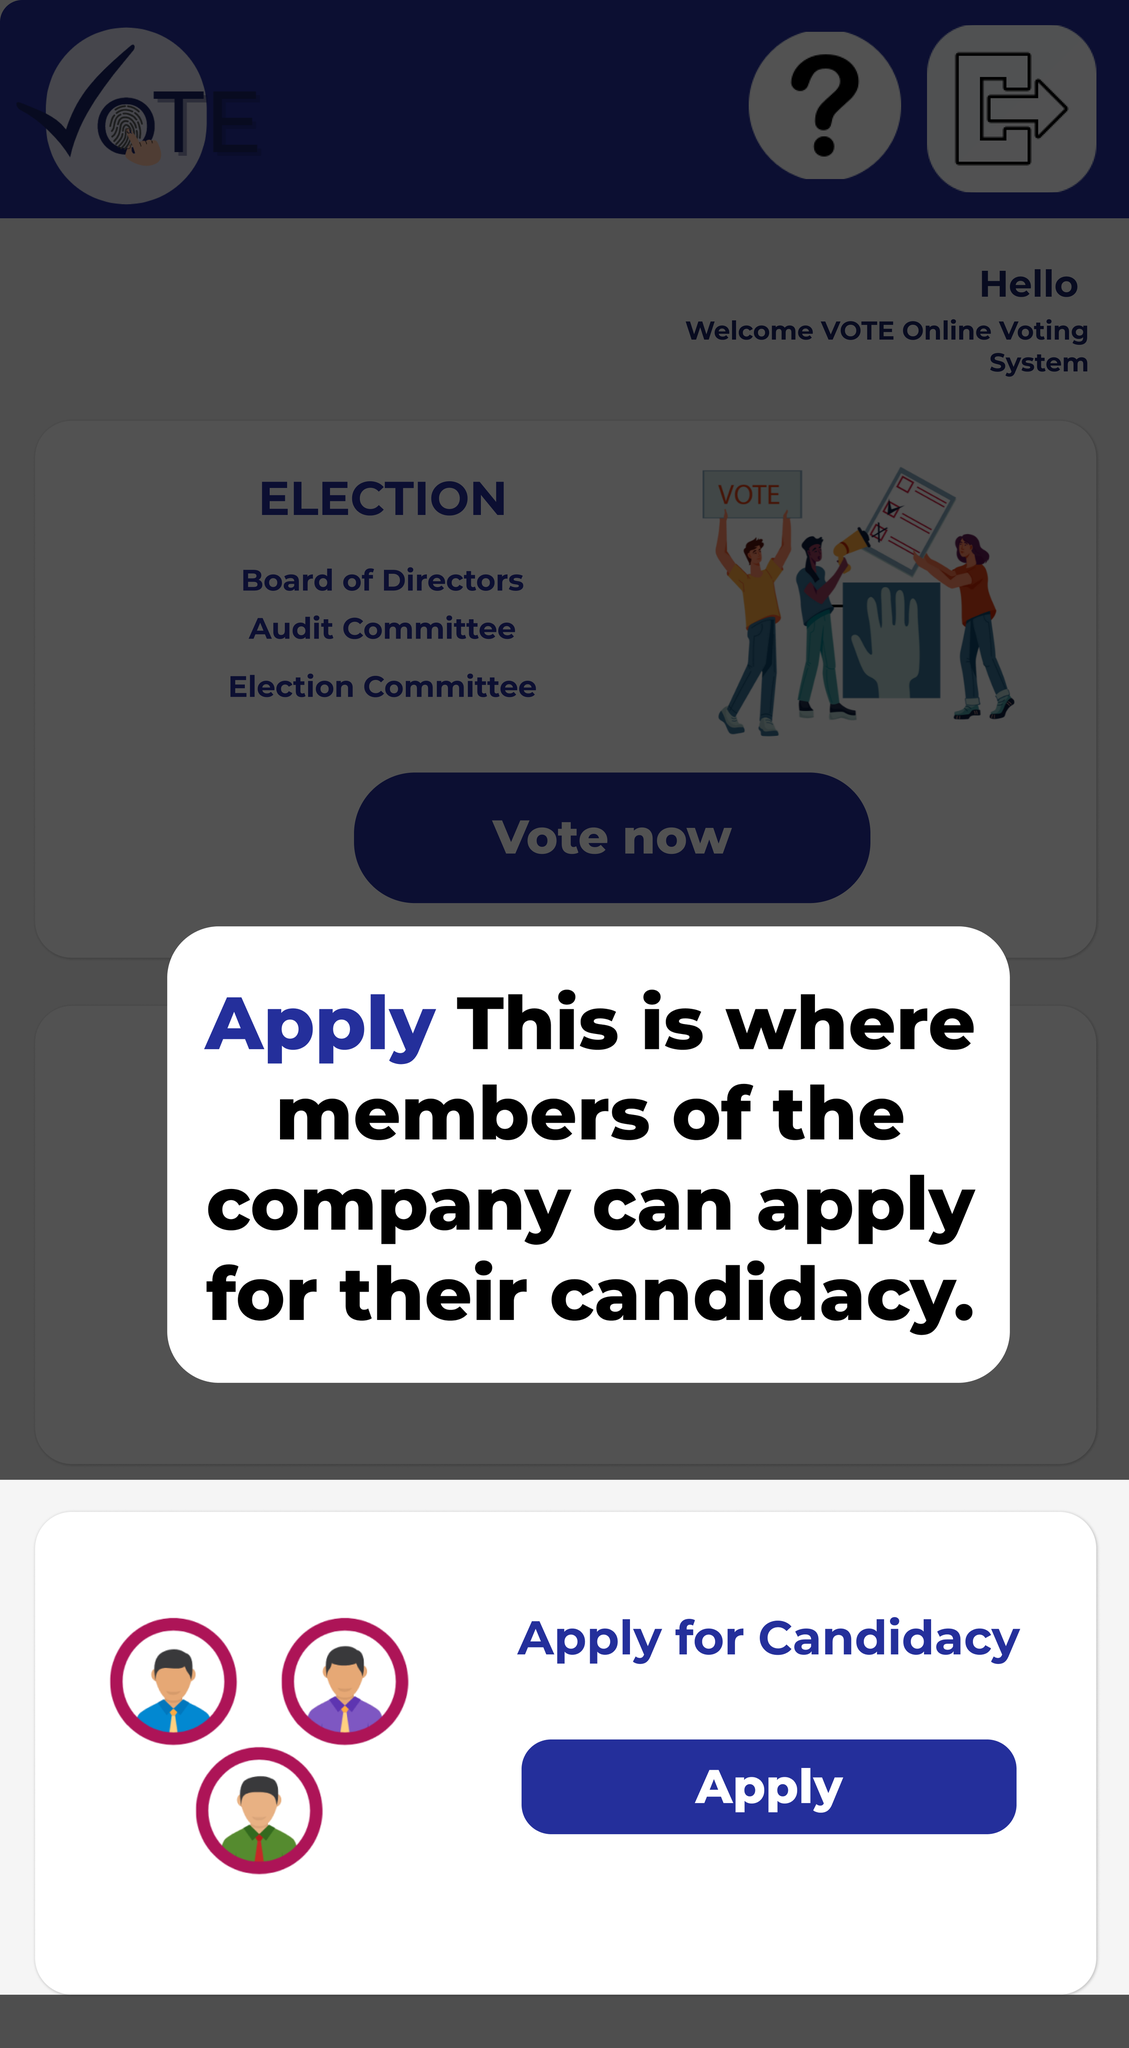 VOTE
?
Hello
Welcome VOTE Online Voting
System
ELECTION
Board of Directors
Audit Committee
Election Committee
VOTE
Vote now
Apply This is where
members of the
company can apply
for their candidacy.
Apply for Candidacy
Apply